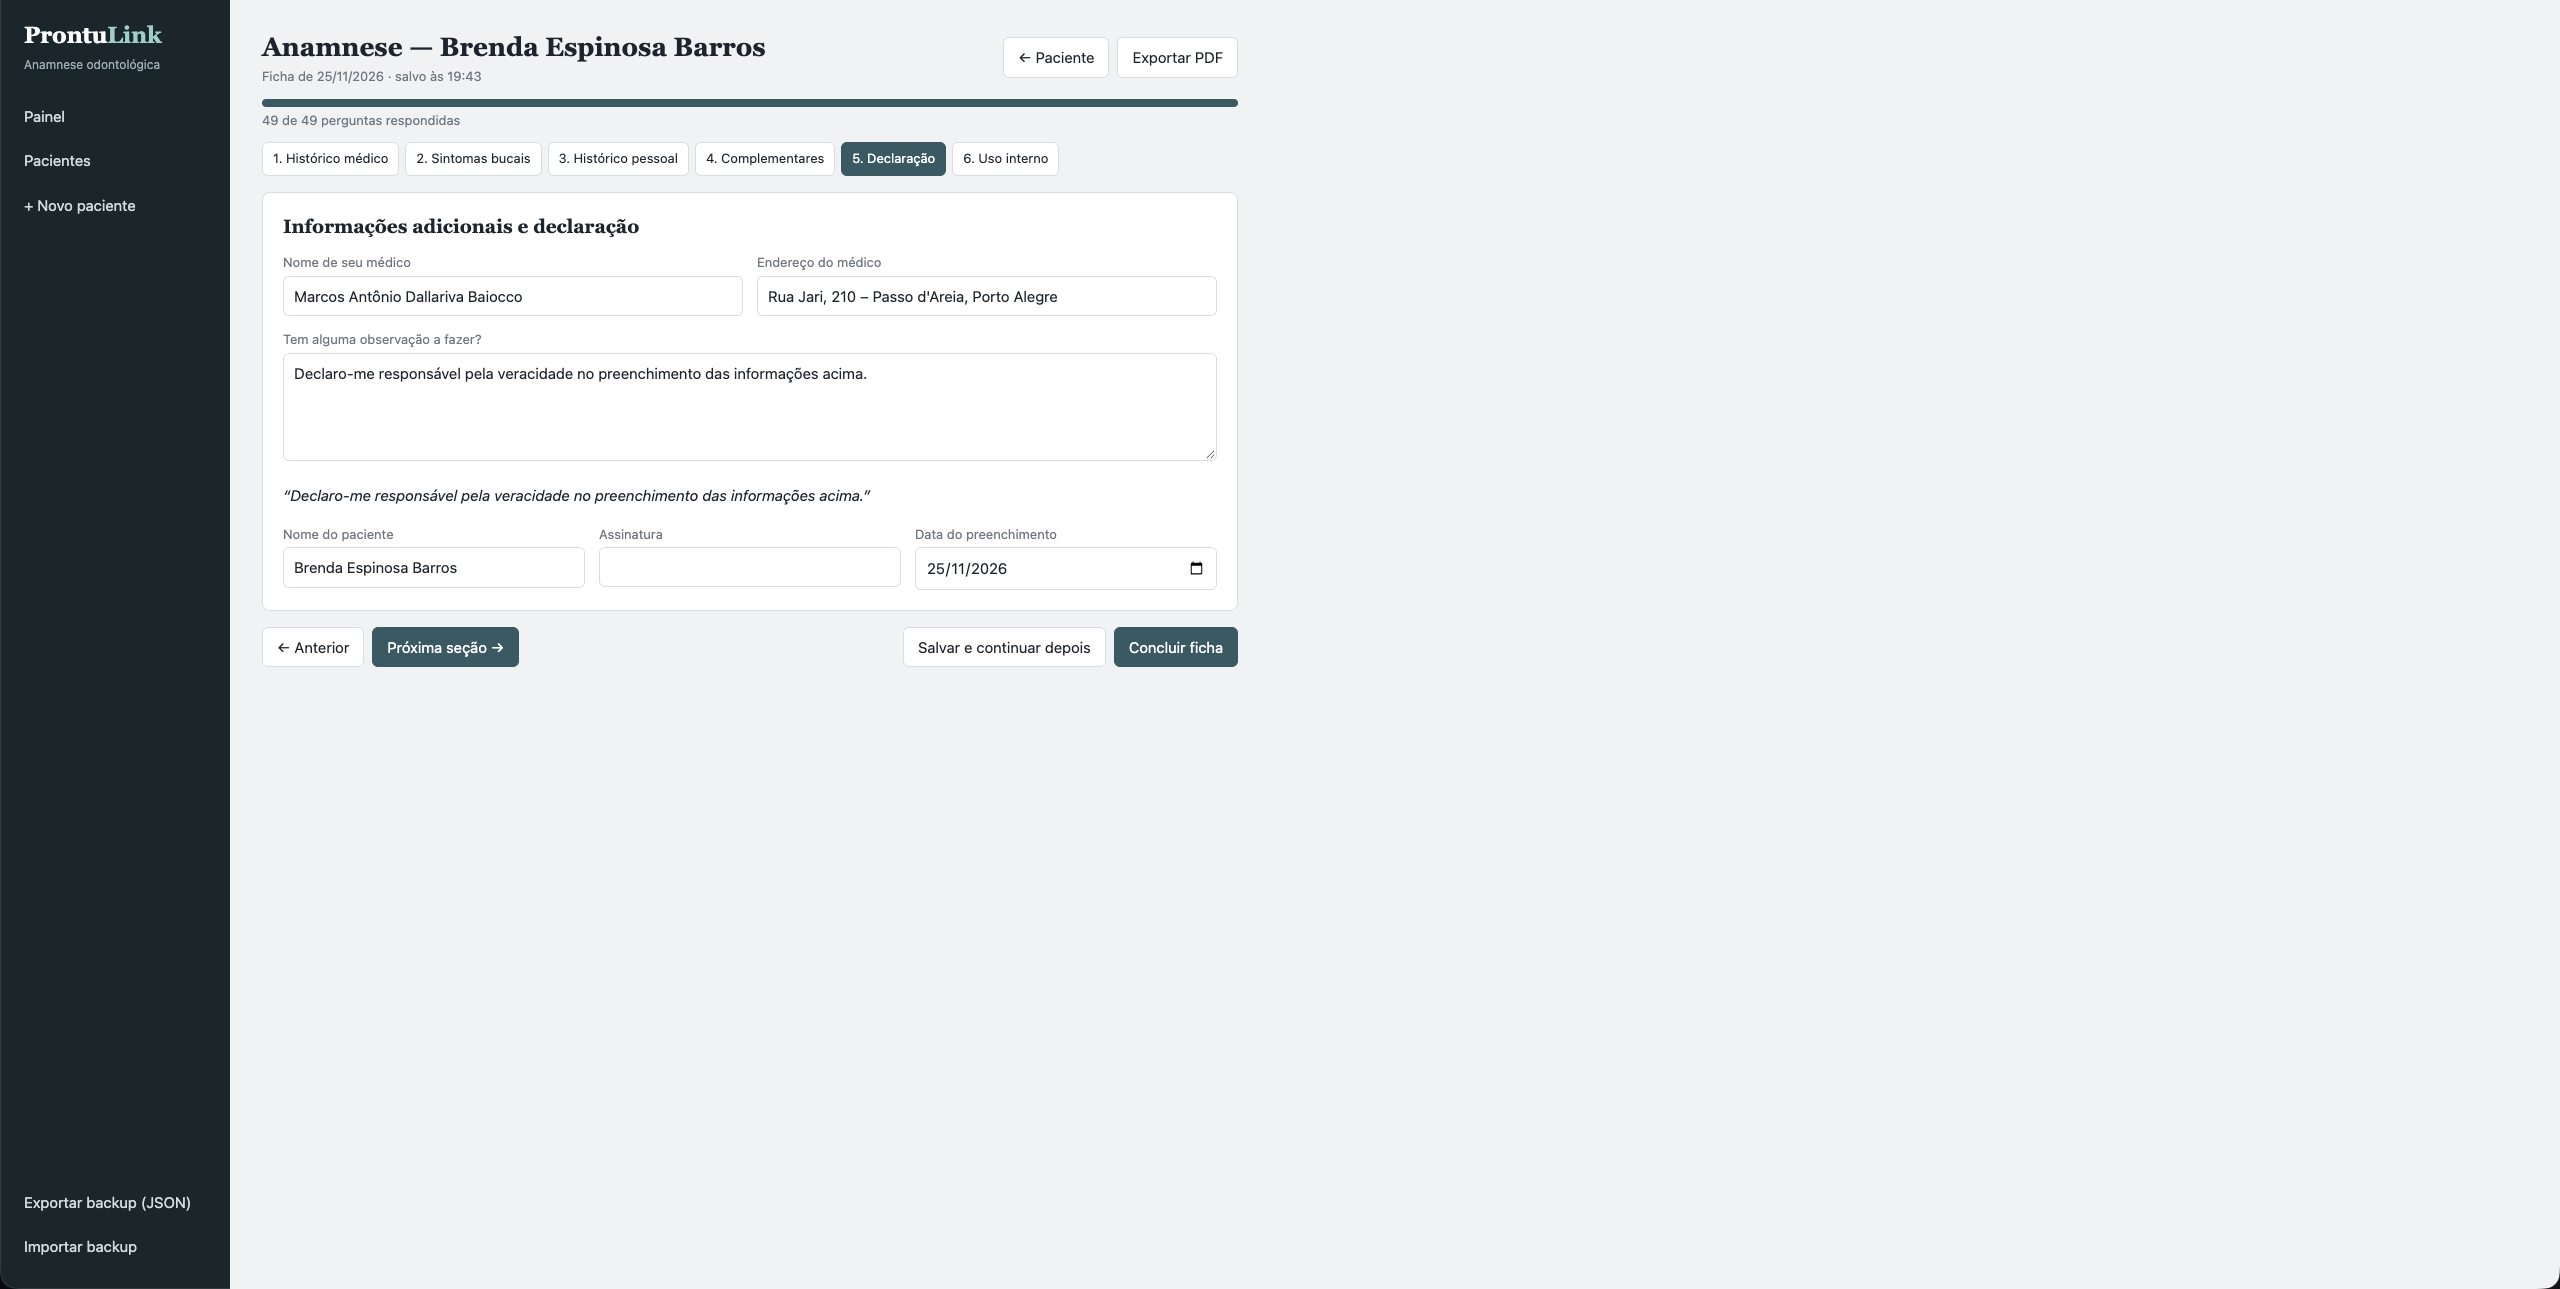 ProntuLink
Anamnese odontológica
Painel
Pacientes
+ Novo paciente
Exportar backup (JSON)
Importar backup
Anamnese — Brenda Espinosa Barros
Ficha de 25/11/2026 · salvo às 19:43
← Paciente
Exportar PDF
49 de 49 perguntas respondidas
1. Histórico médico
2. Sintomas bucais
3. Histórico pessoal
4. Complementares
5. Declaração
6. Uso interno
Informações adicionais e declaração
Nome de seu médico
Marcos Antônio Dallariva Baiocco
Endereço do médico
Rua Jari, 210 – Passo d'Areia, Porto Alegre
Tem alguma observação a fazer?
Declaro-me responsável pela veracidade no preenchimento das informações acima.
“Declaro-me responsável pela veracidade no preenchimento das informações acima.”
Nome do paciente
Brenda Espinosa Barros
Assinatura
Data do preenchimento
25/11/2026
← Anterior
Próxima seção →
Salvar e continuar depois
Concluir ficha